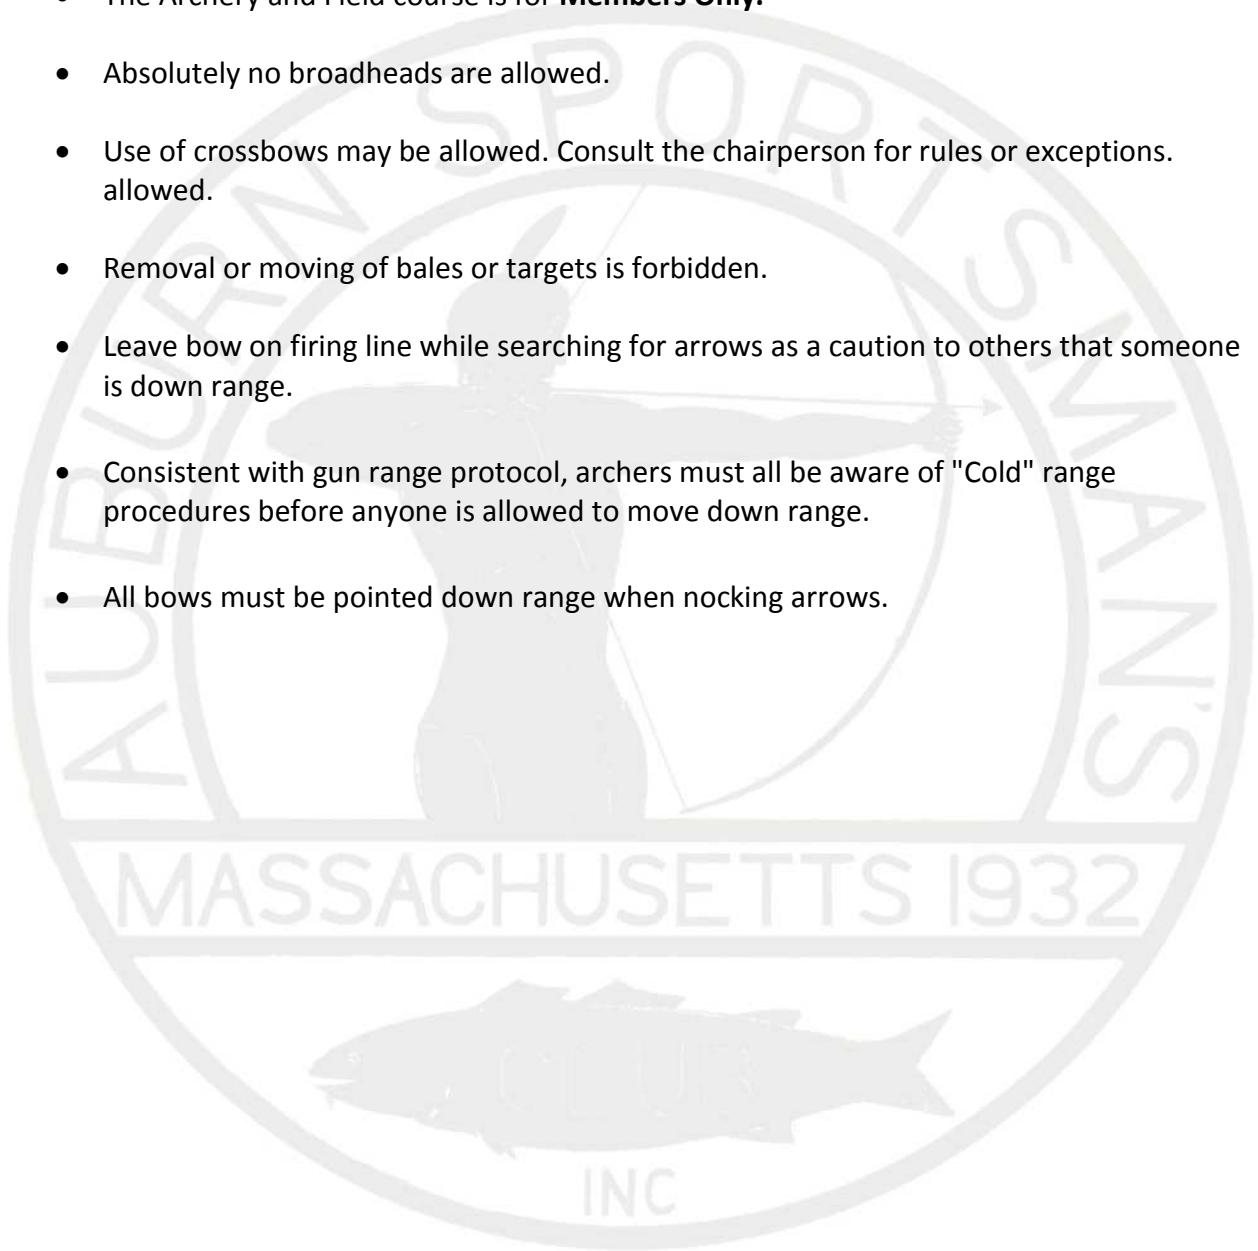 • The Archery and Field course is for Members Only.
• Absolutely no broadheads are allowed.
• Use of crossbows may be allowed. Consult the chairperson for rules or exceptions.
allowed.
• Removal or moving of bales or targets is forbidden.
• Leave bow on firing line while searching for arrows as a caution to others that someone
is down range.
• Consistent with gun range protocol, archers must all be aware of "Cold" range
procedures before anyone is allowed to move down range.
• All bows must be pointed down range when nocking arrows.
AUBURN SPORTSMAN'S
MASSACHUSETTS 1932
CLUB
INC